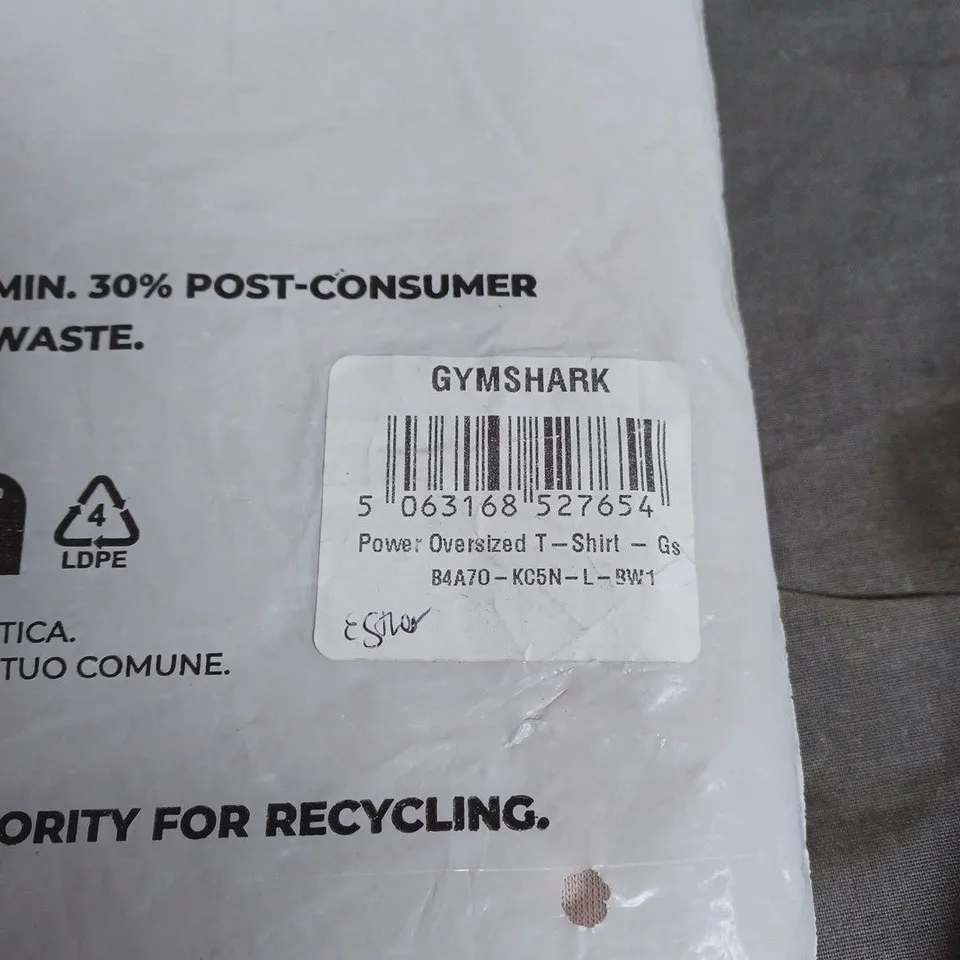 MIN. 30% POST-CONSUMER
WASTE.
GYMSHARK
5 063168 527654
Power Oversized T-Shirt - Gs
B4A7O-KC5N-L-BW1
4
LDPE
TICA.
TUO COMUNE.
ORITY FOR RECYCLING.